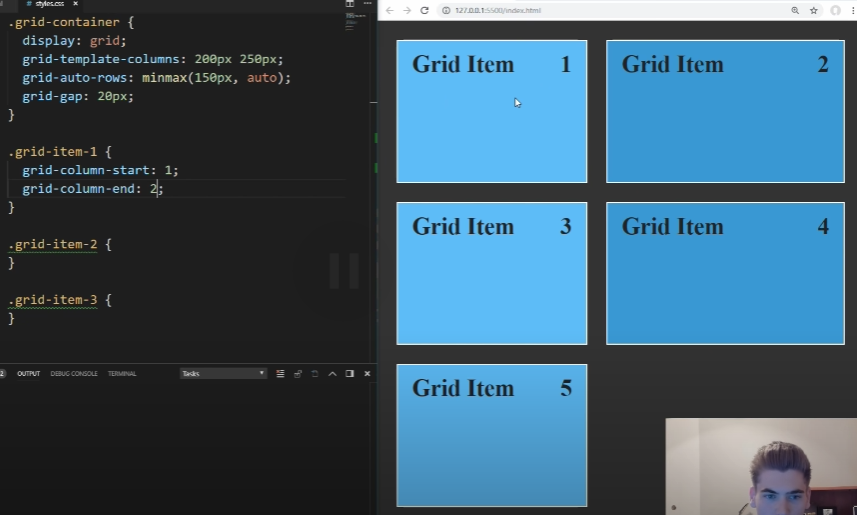 # styles.css ×
.grid-container {
display: grid;
grid-template-columns: 200px 250px;
grid-auto-rows: minmax(150px, auto);
grid-gap: 20px;
}
.grid-item-1 {
grid-column-start: 1;
grid-column-end: 2;
}
.grid-item-2 {
}
.grid-item-3 {
}
2 OUTPUT DEBUG CONSOLE TERMINAL Tasks
127.0.0.1:5500/index.html
Grid Item 1
Grid Item 2
Grid Item 3
Grid Item 4
Grid Item 5